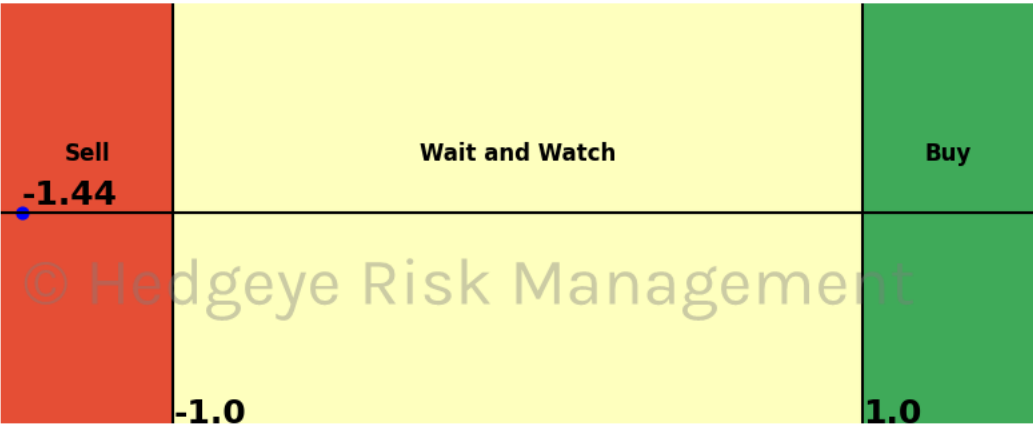 Sell
Wait and Watch
Buy
-1.44
© Hedgeye Risk Management
-1.0
1.0